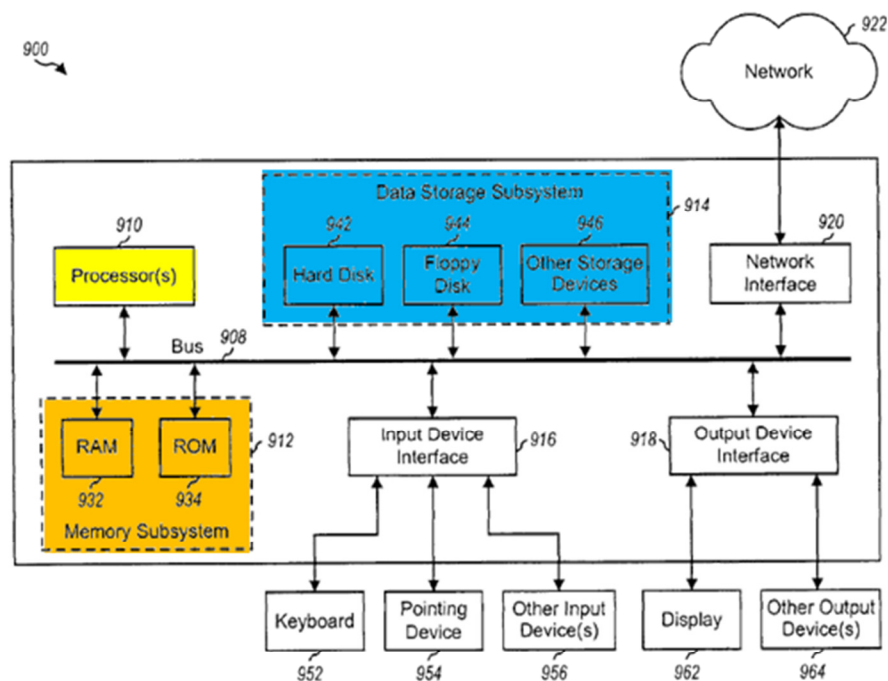 900
922
Network
Data Storage Subsystem
914
910
942
944
946
920
Processor(s)
Hard Disk
Floppy
Disk
Other Storage
Devices
Network
Interface
Bus
908
RAM
ROM
912
932
934
Memory Subsystem
Input Device
Interface
916
918
Output Device
Interface
Keyboard
Pointing
Device
Other Input
Device(s)
Display
Other Output
Device(s)
952
954
956
962
964